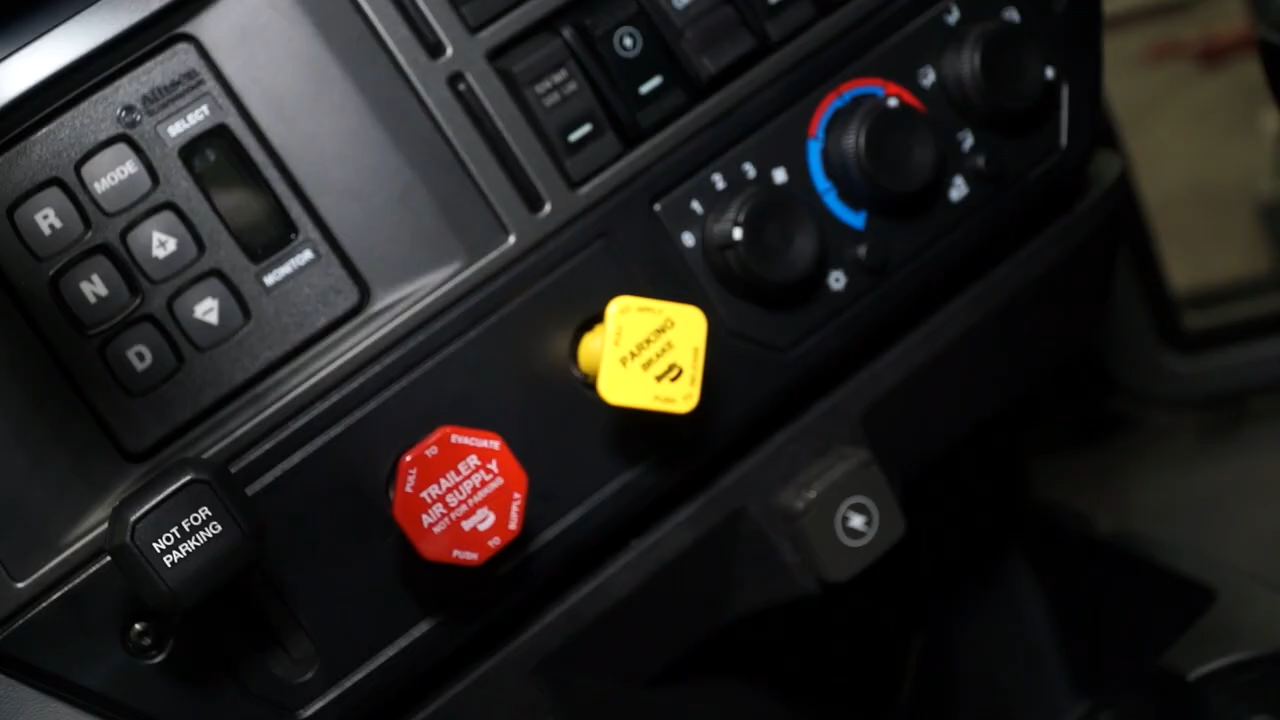 SELECT
MODE
R
N
D
MONITOR
0
1
2
3
PARKING
BRAKE
PULL TO EVACUATE
TRAILER
AIR SUPPLY
NOT FOR PARKING
PUSH TO SUPPLY
NOT FOR
PARKING